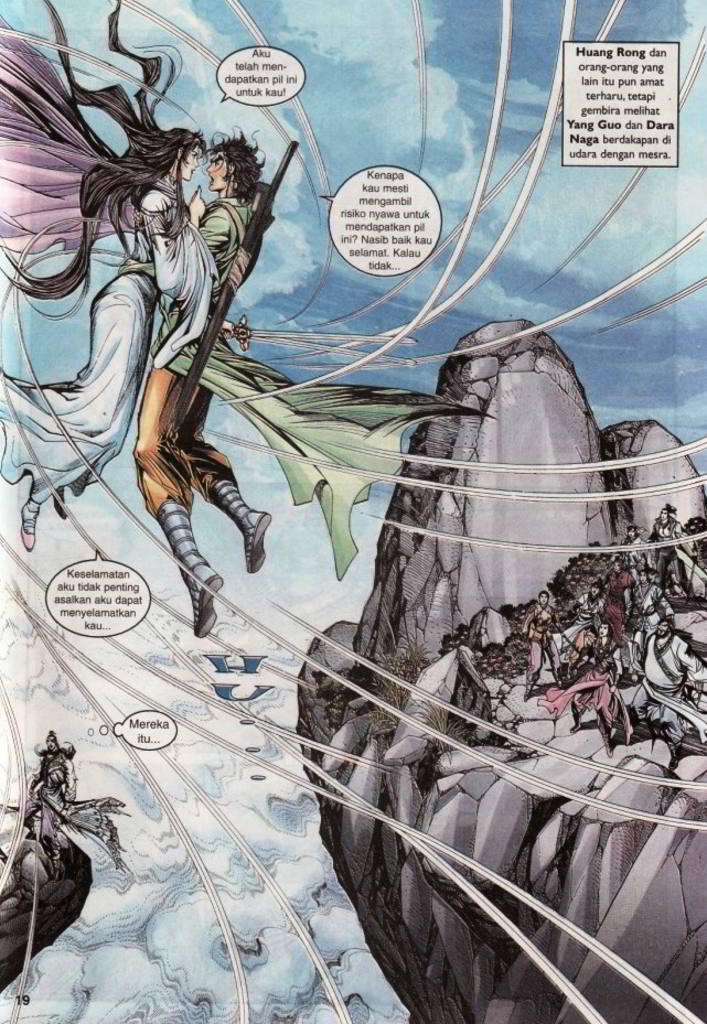 Aku
telah men-
dapatkan pil ini
untuk kau!
Huang Rong dan
orang-orang yang
lain itu pun amat
terharu, tetapi
gembira melihat
Yang Guo dan Dara
Naga berdakapan di
udara dengan mesra.
Kenapa
kau mesti
mengambil
risiko nyawa untuk
mendapatkan pil
ini? Nasib baik kau
selamat. Kalau
tidak...
Keselamatan
aku tidak penting
asalkan aku dapat
menyelamatkan
kau...
HU...
Mereka
itu...
19